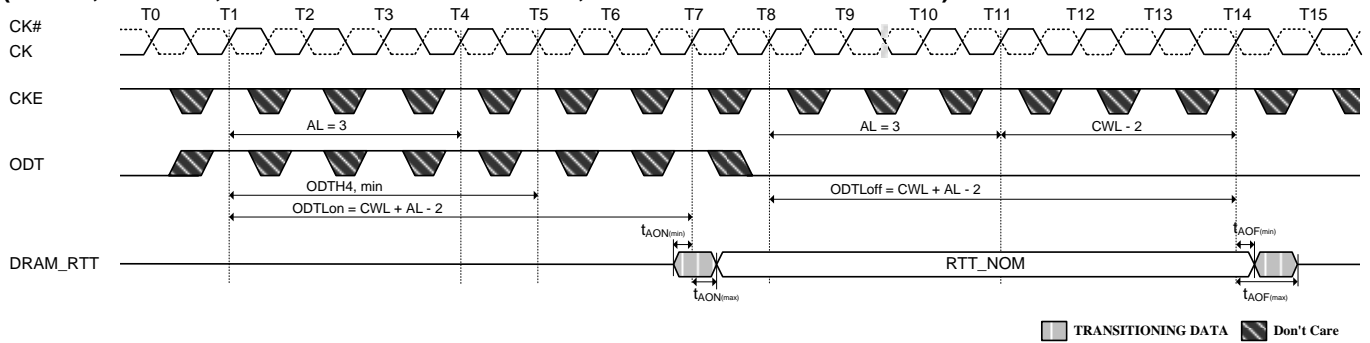 T0 T1 T2 T3 T4 T5 T6 T7 T8 T9 T10 T11 T12 T13 T14 T15
CK#
CK
CKE
AL = 3 AL = 3 CWL - 2
ODT
ODTH4, min ODTLoff = CWL + AL - 2
ODTLon = CWL + AL - 2
tAON(min) tAOF(min)
DRAM_RTT RTT_NOM
tAON(max) tAOF(max)
TRANSITIONING DATA Don't Care